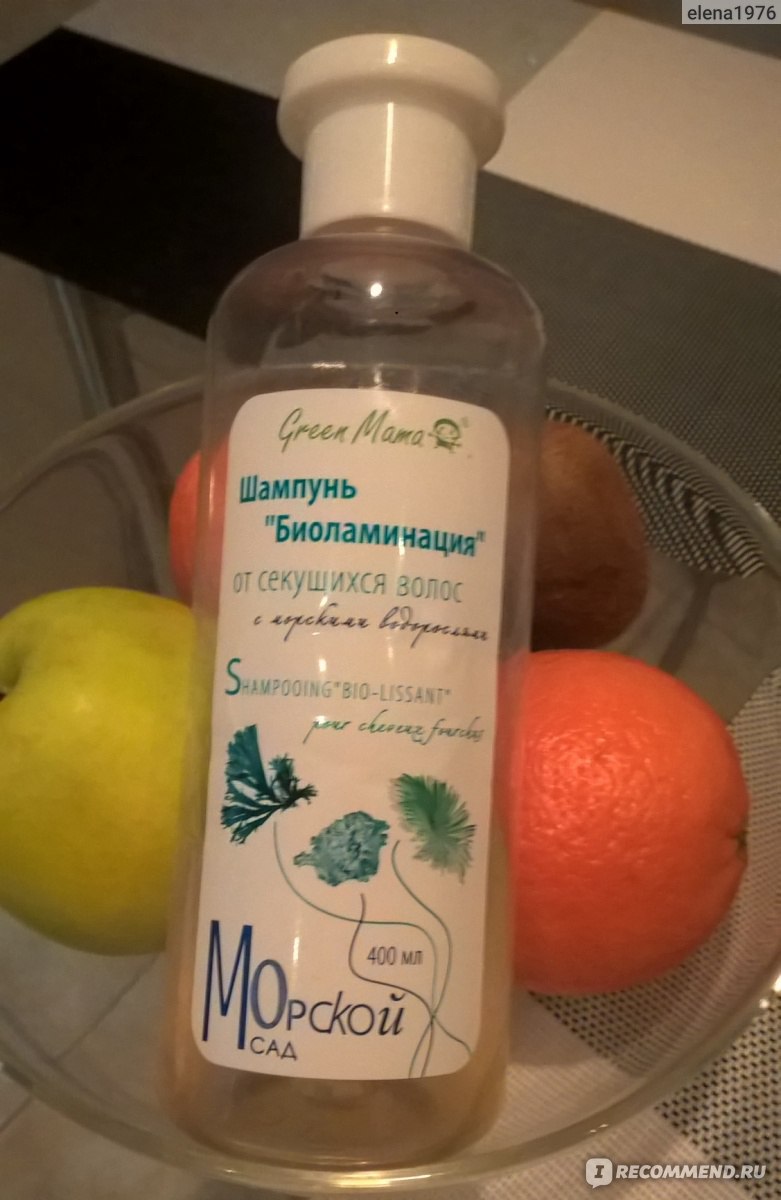 elena1976
Green Mama
Шампунь
"Биоламинация"
от секушихся волос
с морскими водорослями
Shampooing "Bio-lissant"
pour cheveux fourchus
400 мл
Морской
сад
I RECOMMEND.RU